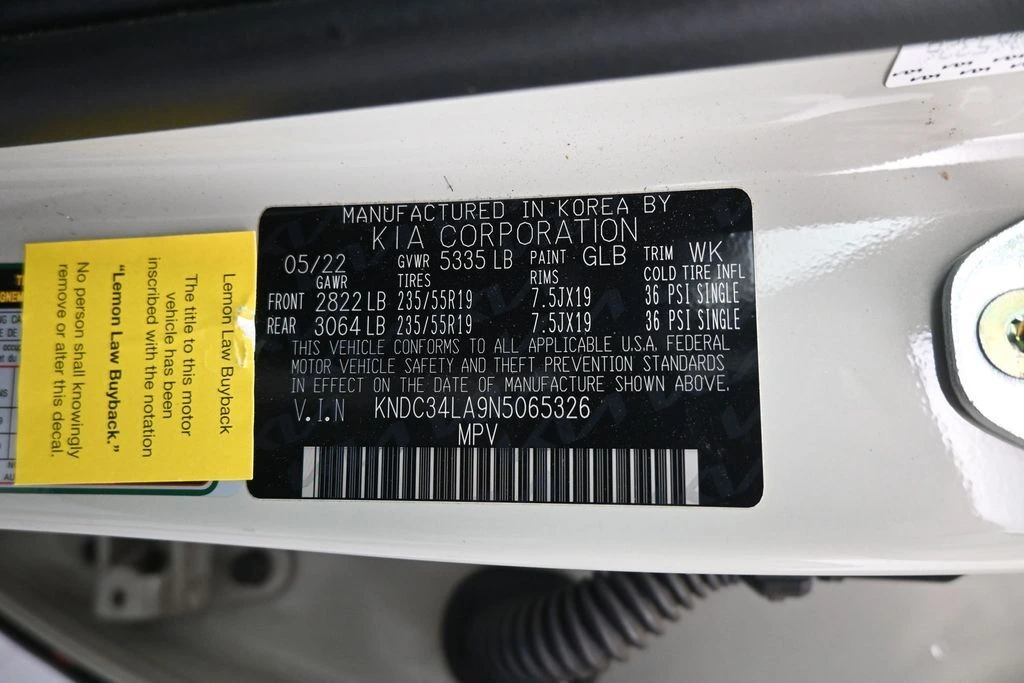 MANUFACTURED IN KOREA BY
KIA CORPORATION
05/22 GVWR 5335 LB PAINT GLB TRIM WK
GAWR TIRES RIMS COLD TIRE INFL
FRONT 2822 LB 235/55R19 7.5JX19 36 PSI SINGLE
REAR 3064 LB 235/55R19 7.5JX19 36 PSI SINGLE
THIS VEHICLE CONFORMS TO ALL APPLICABLE U.S.A. FEDERAL
MOTOR VEHICLE SAFETY AND THEFT PREVENTION STANDARDS
IN EFFECT ON THE DATE OF MANUFACTURE SHOWN ABOVE.
V.I.N KNDC34LA9N5065326
MPV
Lemon Law Buyback
The title to this motor
vehicle has been
inscribed with the notation
"Lemon Law Buyback."
No person shall knowingly
remove or alter this decal.